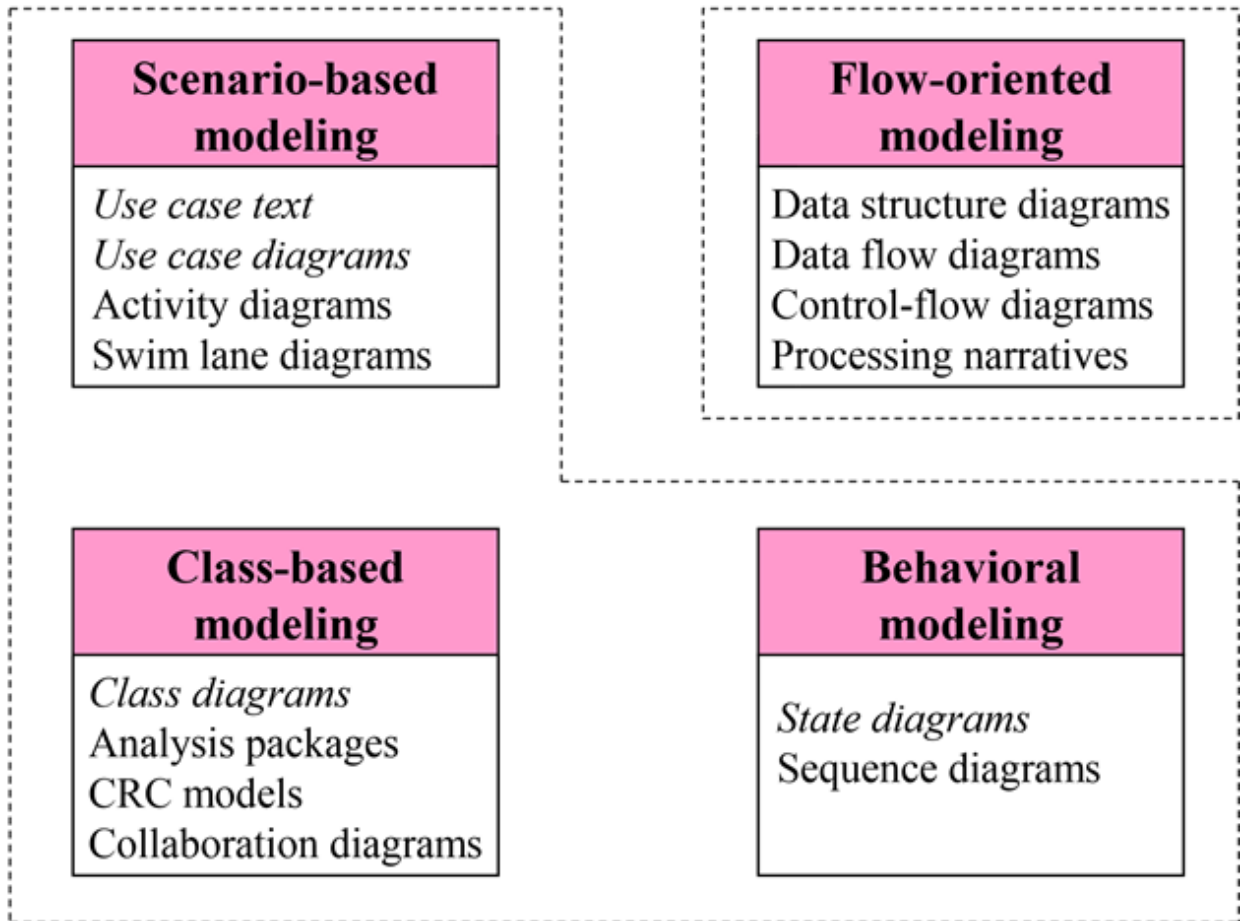 Scenario-based
modeling
Use case text
Use case diagrams
Activity diagrams
Swim lane diagrams
Flow-oriented
modeling
Data structure diagrams
Data flow diagrams
Control-flow diagrams
Processing narratives
Class-based
modeling
Class diagrams
Analysis packages
CRC models
Collaboration diagrams
Behavioral
modeling
State diagrams
Sequence diagrams